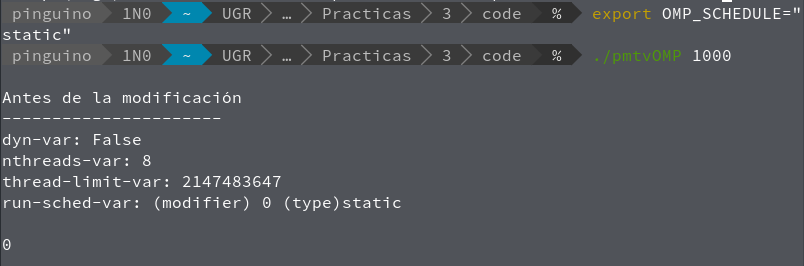 pinguino 1N0 ~ UGR … Practicas 3 code % export OMP_SCHEDULE="
static"
pinguino 1N0 ~ UGR … Practicas 3 code % ./pmtvOMP 1000
Antes de la modificación
----------------------
dyn-var: False
nthreads-var: 8
thread-limit-var: 2147483647
run-sched-var: (modifier) 0 (type)static
0